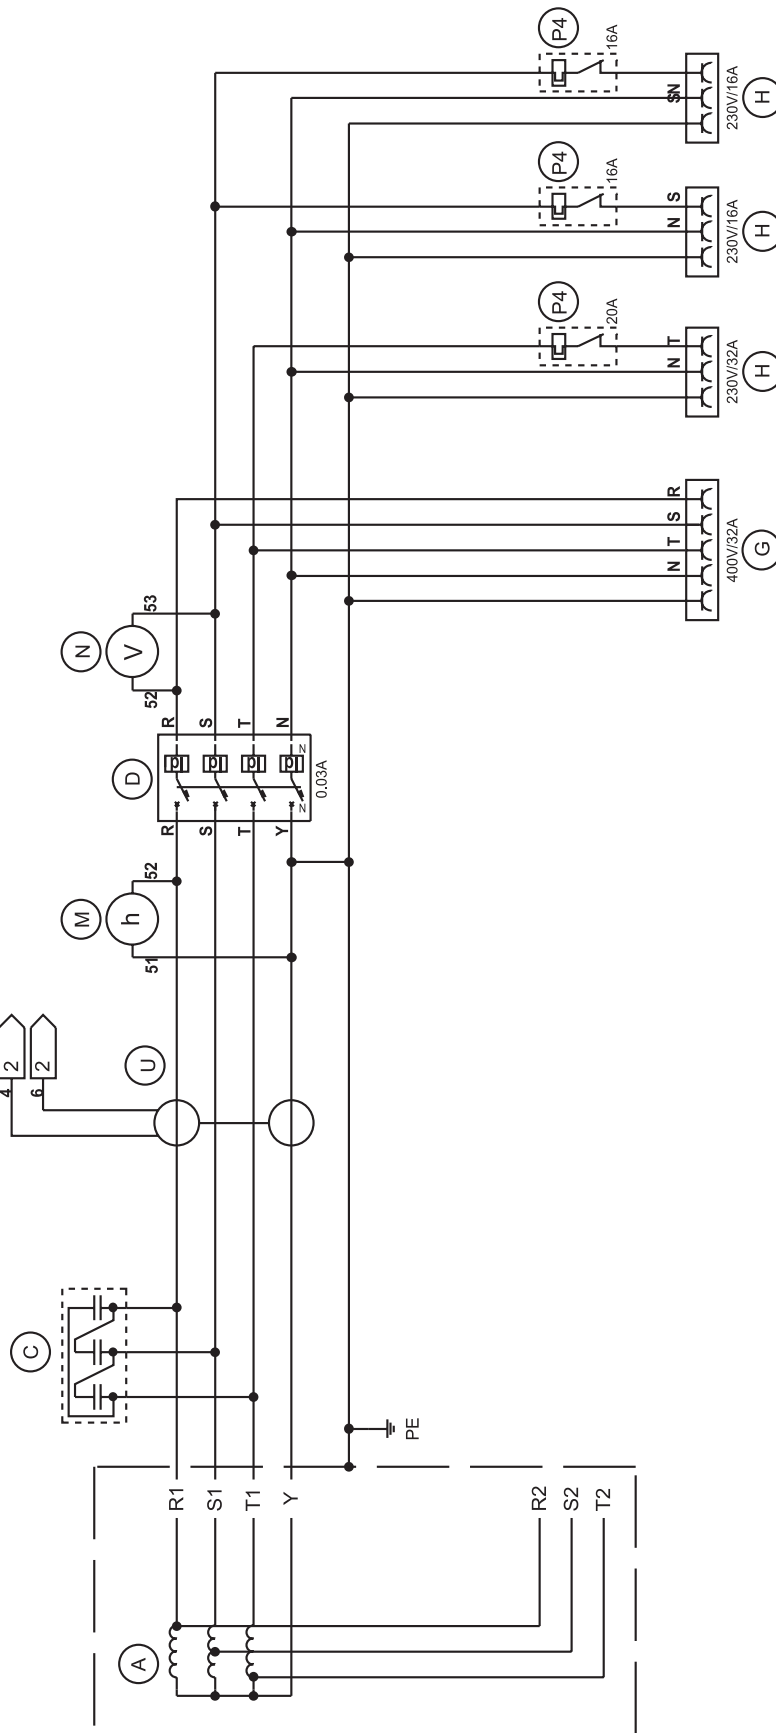 P4
16A
S
N
230V/16A
H
P4
16A
S
N
230V/16A
H
P4
20A
T
N
230V/32A
H
R
S
T
N
400V/32A
G
53
N
V
52
R
S
T
N
D
N
N
0.03A
R
S
T
Y
52
M
h
51
2
2
4
6
U
C
PE
R1
S1
T1
Y
R2
S2
T2
A